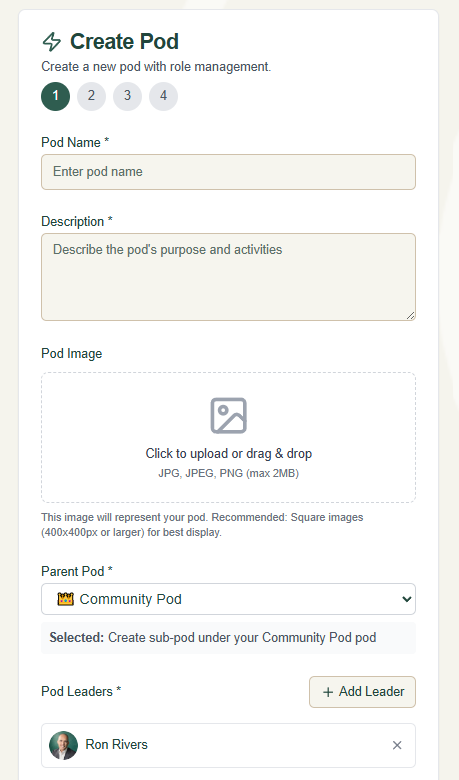 Create Pod
Create a new pod with role management.
1 2 3 4
Pod Name *
Enter pod name
Description *
Describe the pod's purpose and activities
Pod Image
Click to upload or drag & drop
JPG, JPEG, PNG (max 2MB)
This image will represent your pod. Recommended: Square images
(400x400px or larger) for best display.
Parent Pod *
👑 Community Pod
Selected: Create sub-pod under your Community Pod pod
Pod Leaders *
+ Add Leader
Ron Rivers